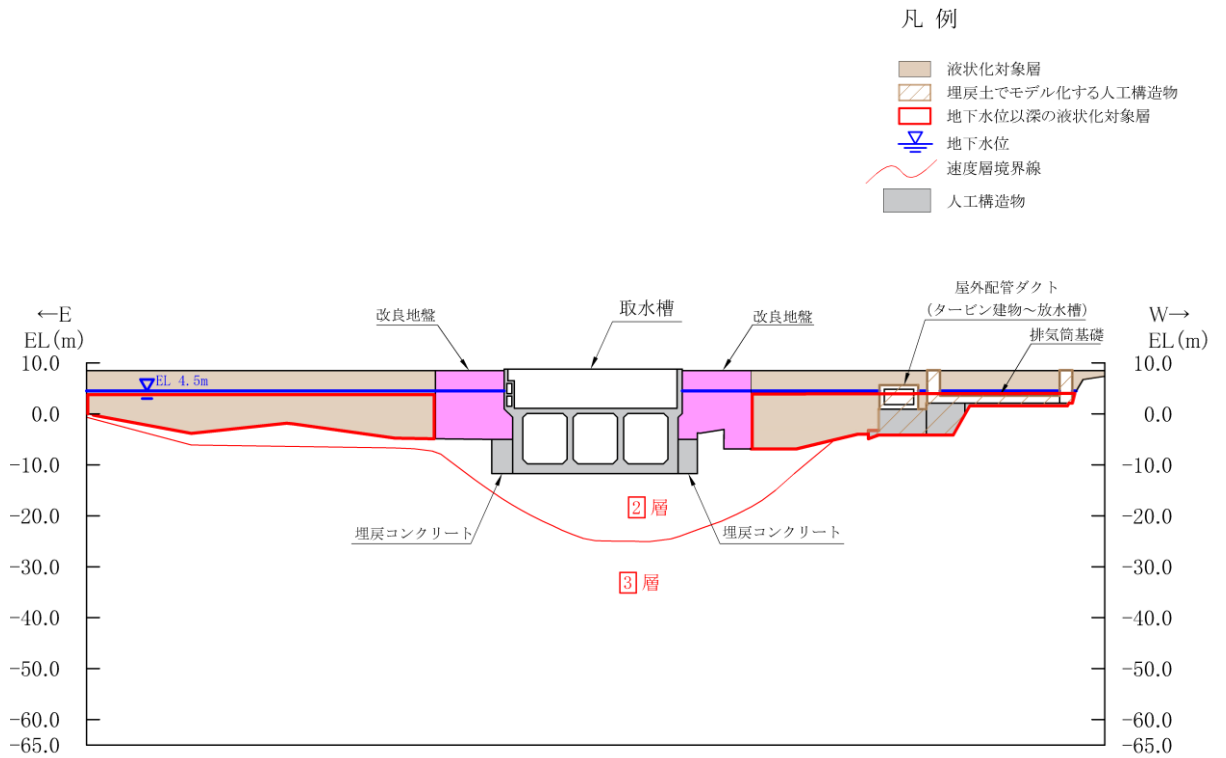 凡 例
液状化対象層
埋戻土でモデル化する人工構造物
地下水位以深の液状化対象層
地下水位
速度層境界線
人工構造物
←E
EL(m)
改良地盤
取水槽
改良地盤
屋外配管ダクト
(タービン建物～放水槽)
排気筒基礎
W→
EL(m)
10.0
0.0
-10.0
-20.0
-30.0
-40.0
-50.0
-60.0
-65.0
EL 4.5m
2 層
埋戻コンクリート
埋戻コンクリート
3 層
10.0
0.0
-10.0
-20.0
-30.0
-40.0
-50.0
-60.0
-65.0